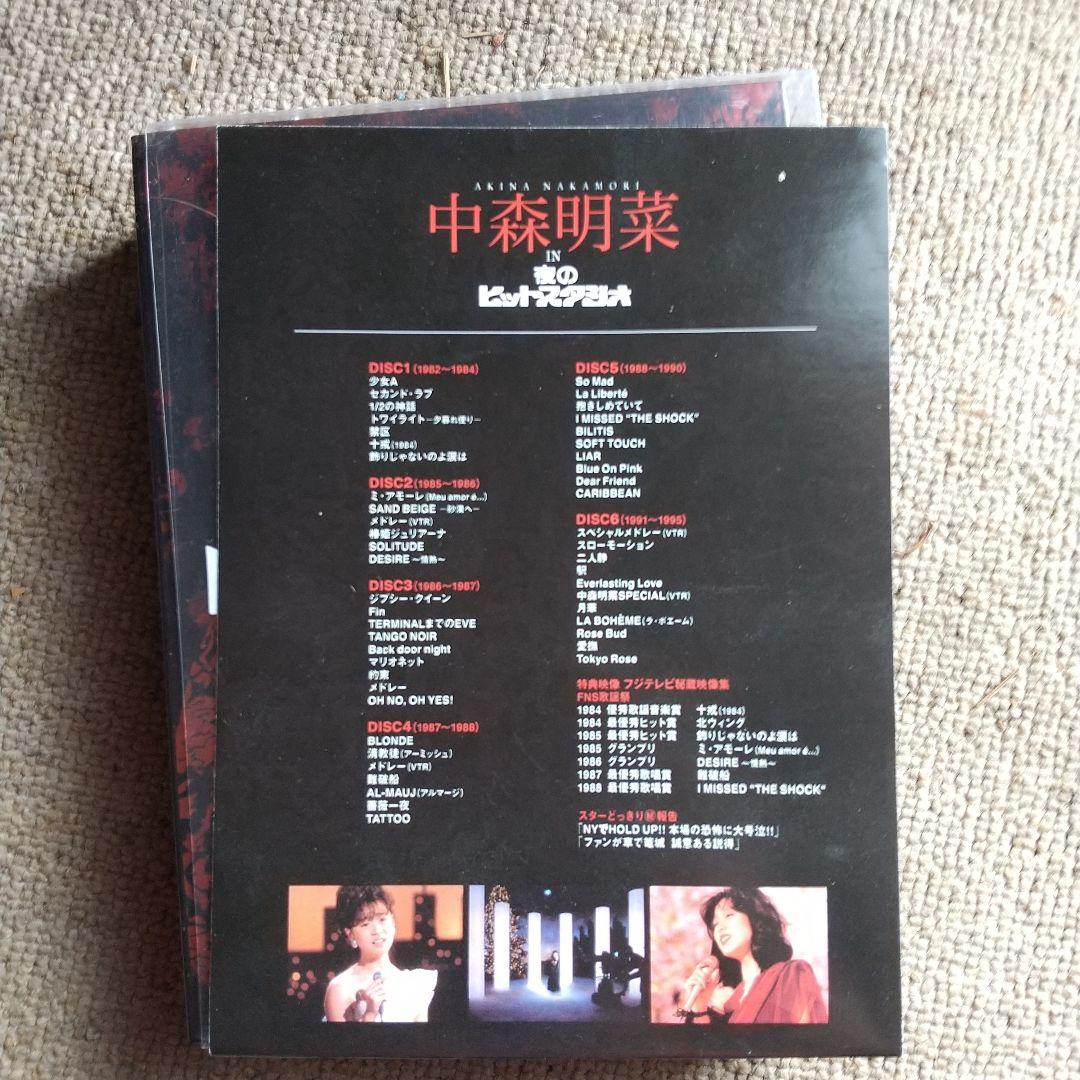 AKINA NAKAMORI
中森明菜
IN
夜の
ヒットスタジオ
DISC1(1982〜1984)
少女A
セカンド・ラブ
1/2の神話
トワイライト−夕暮れ便り−
禁区
十戒(1984)
飾りじゃないのよ涙は
DISC2(1985〜1986)
ミ・アモーレ(Meu amor é...)
SAND BEIGE −砂漠へ−
メドレー(VTR)
椿姫ジュリアーナ
SOLITUDE
DESIRE 〜情熱〜
DISC3(1986〜1987)
ジプシー・クイーン
Fin
TERMINALまでのEVE
TANGO NOIR
Back door night
マリオネット
約束
メドレー
OH NO, OH YES!
DISC4(1987〜1988)
BLONDE
清教徒(アーミッシュ)
メドレー(VTR)
難破船
AL-MAUJ(アルマージ)
薔薇一夜
TATTOO
DISC5(1988〜1990)
So Mad
La Liberté
抱きしめていて
I MISSED "THE SHOCK"
BILITIS
SOFT TOUCH
LIAR
Blue On Pink
Dear Friend
CARIBBEAN
DISC6(1991〜1995)
スペシャルメドレー(VTR)
スローモーション
二人静
駅
Everlasting Love
中森明菜SPECIAL(VTR)
月華
LA BOHÈME(ラ・ボエーム)
Rose Bud
愛撫
Tokyo Rose
特典映像 フジテレビ秘蔵映像集
FNS歌謡祭
1984 優秀歌謡音楽賞 十戒(1984)
1984 最優秀ヒット賞 北ウィング
1985 最優秀ヒット賞 飾りじゃないのよ涙は
1985 グランプリ ミ・アモーレ(Meu amor é...)
1986 グランプリ DESIRE 〜情熱〜
1987 最優秀歌唱賞 難破船
1988 最優秀歌唱賞 I MISSED "THE SHOCK"
スターどっきり㊙報告
「NYでHOLD UP!! 本場の恐怖に大号泣!!」
「ファンが車で籠城 誠意ある説得」